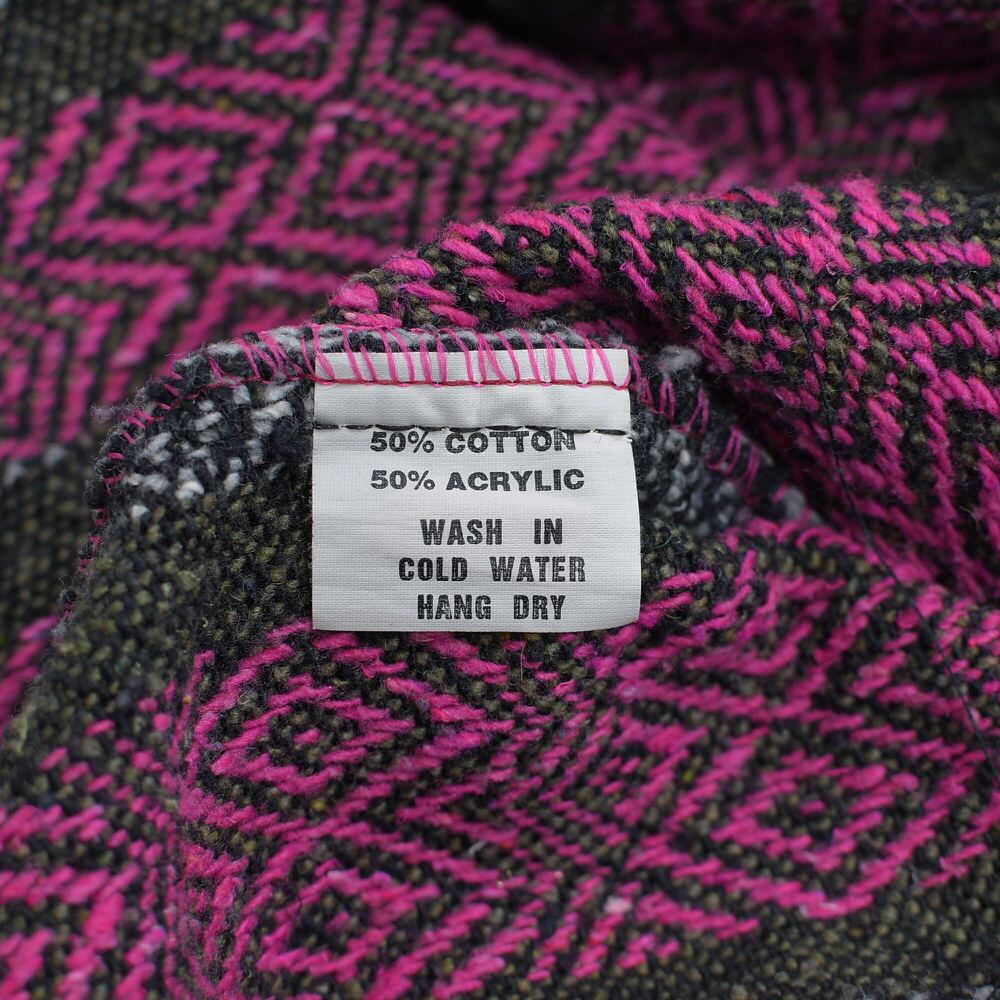 50% COTTON
50% ACRYLIC
WASH IN
COLD WATER
HANG DRY